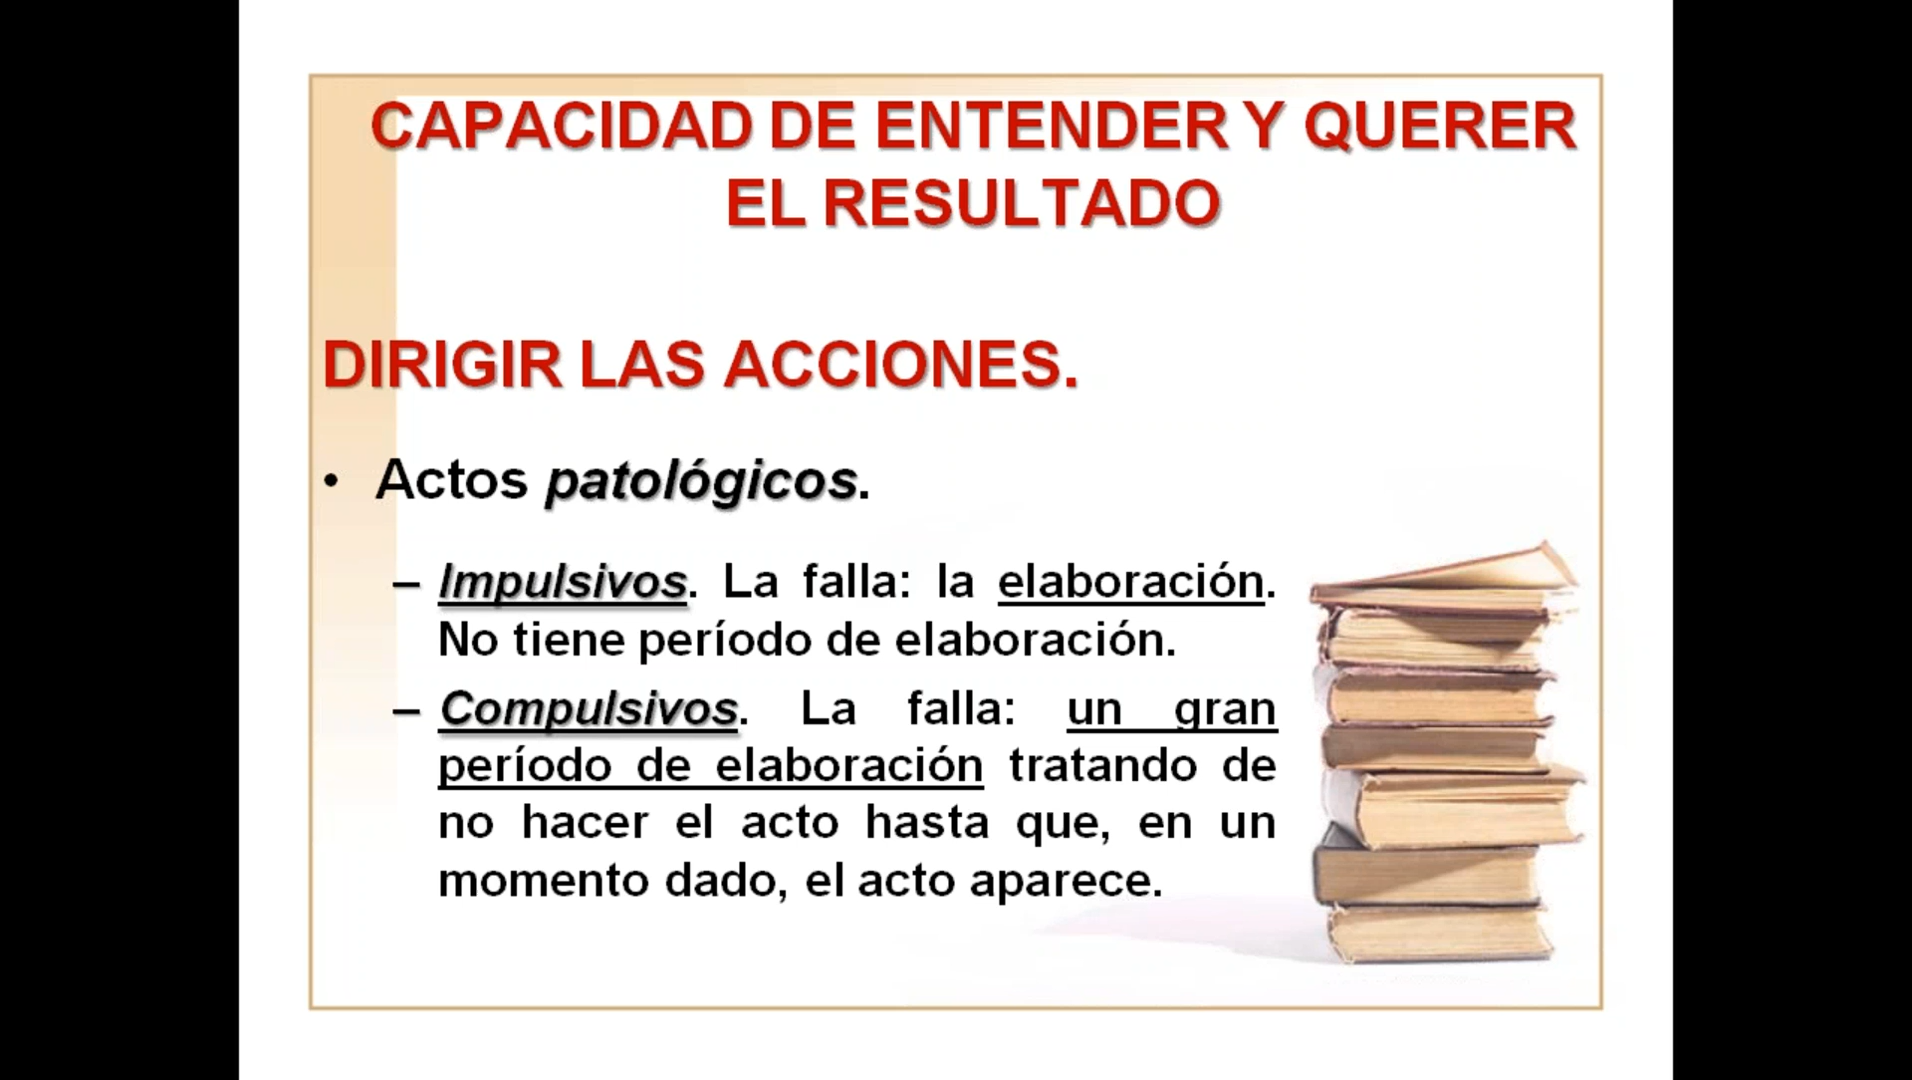 CAPACIDAD DE ENTENDER Y QUERER
EL RESULTADO
DIRIGIR LAS ACCIONES.
• Actos patológicos.
– Impulsivos. La falla: la elaboración.
No tiene período de elaboración.
– Compulsivos. La falla: un gran
período de elaboración tratando de
no hacer el acto hasta que, en un
momento dado, el acto aparece.